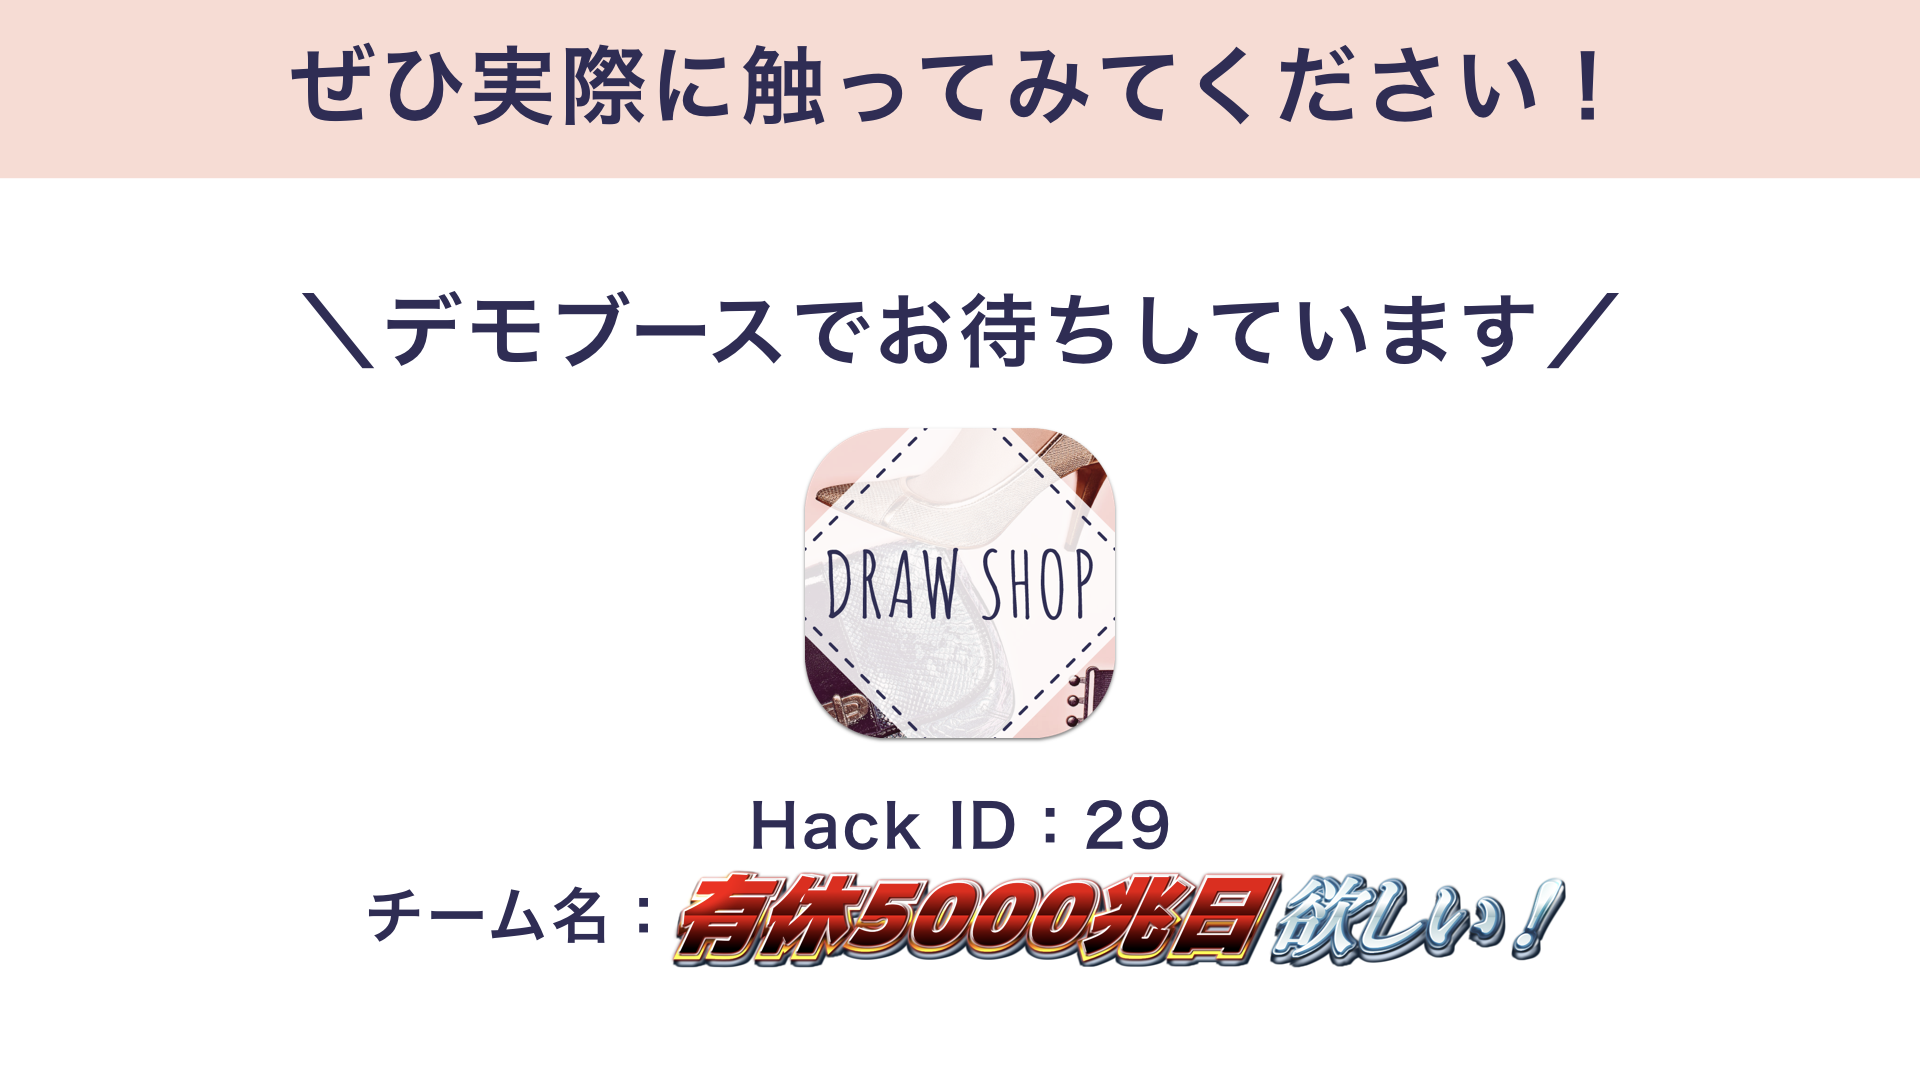 ぜひ実際に触ってみてください！
＼デモブースでお待ちしています／
DRAW SHOP
Hack ID：29
チーム名：有休5000兆日欲しい！